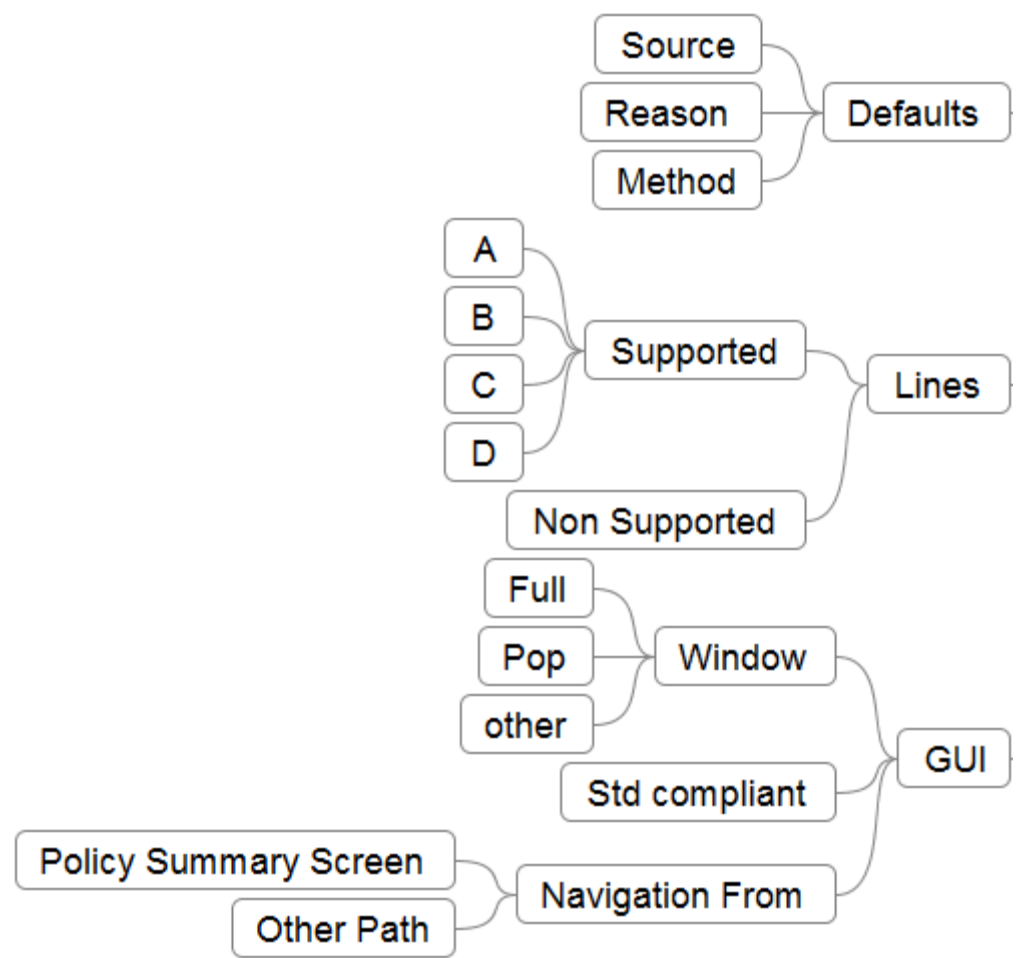 Source
Reason
Defaults
Method
A
B
Supported
C
Lines
D
Non Supported
Full
Pop
Window
other
GUI
Std compliant
Policy Summary Screen
Navigation From
Other Path